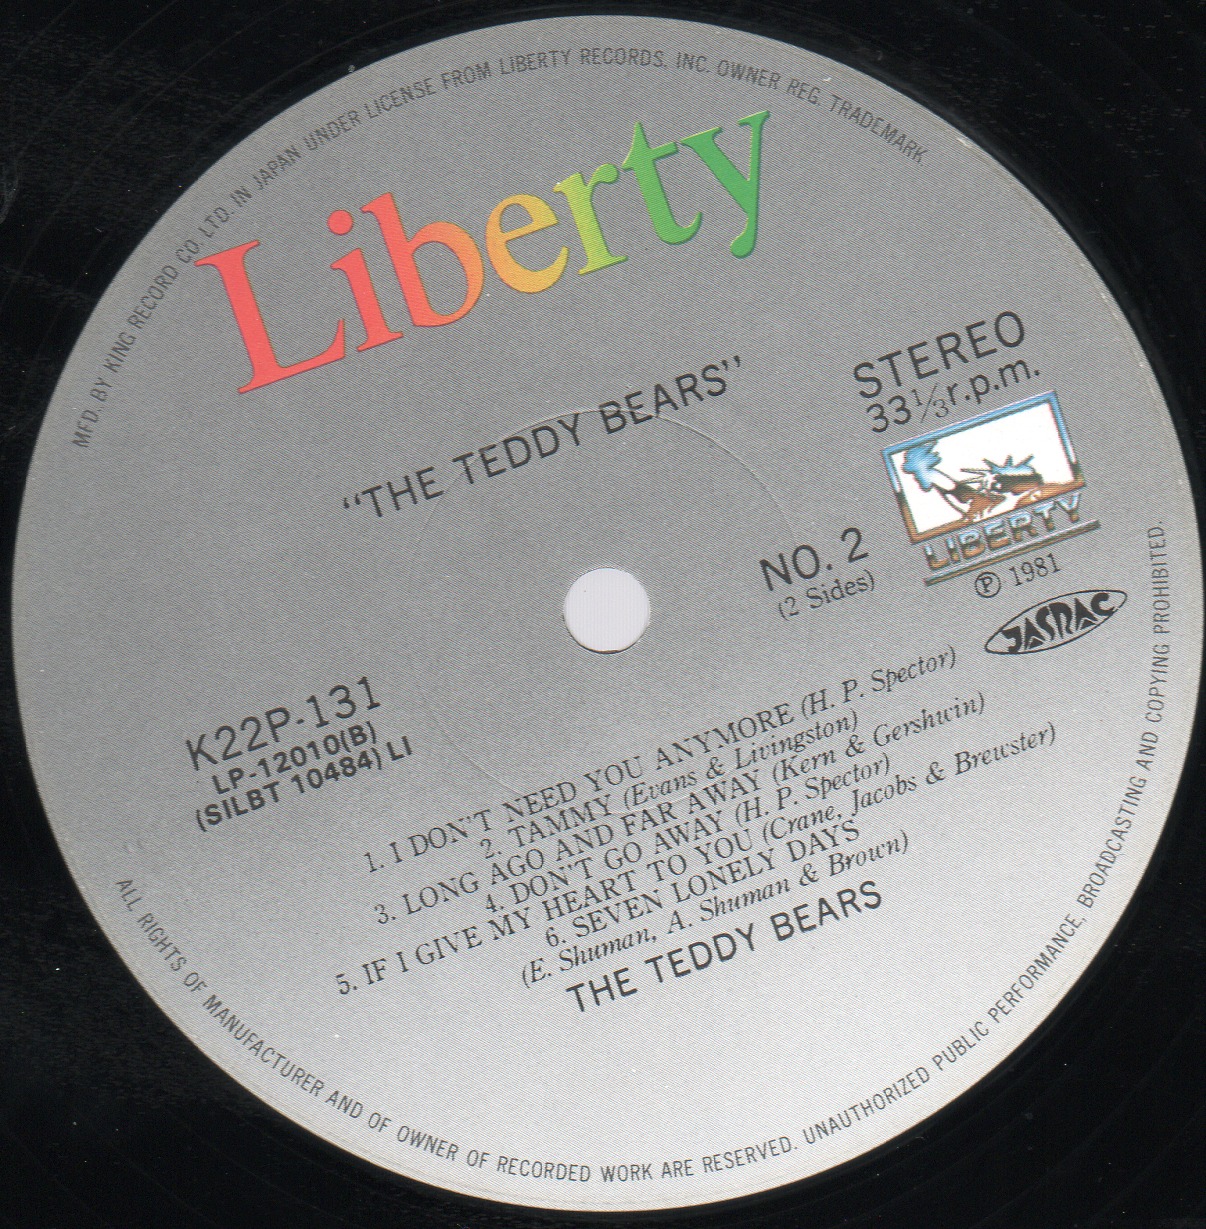 MFD. BY KING RECORD CO. LTD. IN JAPAN UNDER LICENSE FROM LIBERTY RECORDS, INC. OWNER REG. TRADEMARK
Liberty
"THE TEDDY BEARS"
STEREO
33⅓r.p.m.
LIBERTY
Ⓟ 1981
JASRAC
NO. 2
(2 Sides)
K22P-131
LP-12010(B)
(SILBT 10484) LI
1. I DON'T NEED YOU ANYMORE (H. P. Spector)
2. TAMMY (Evans & Livingston)
3. LONG AGO AND FAR AWAY (Kern & Gershwin)
4. DON'T GO AWAY (H. P. Spector)
5. IF I GIVE MY HEART TO YOU (Crane, Jacobs & Brewster)
6. SEVEN LONELY DAYS
(E. Shuman, A. Shuman & Brown)
THE TEDDY BEARS
ALL RIGHTS OF MANUFACTURER AND OF OWNER OF RECORDED WORK ARE RESERVED. UNAUTHORIZED PUBLIC PERFORMANCE, BROADCASTING AND COPYING PROHIBITED.